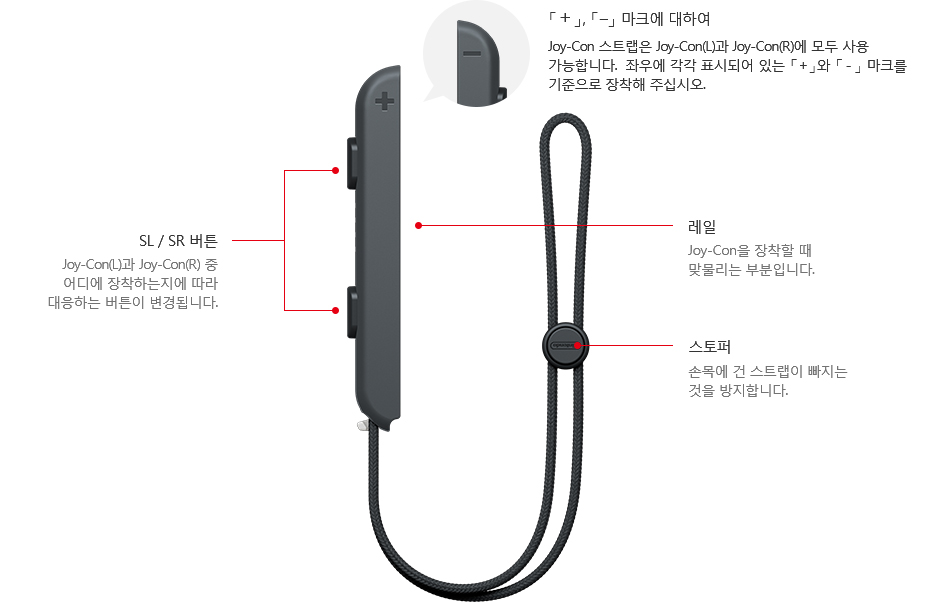 「+」, 「−」 마크에 대하여
Joy-Con 스트랩은 Joy-Con(L)과 Joy-Con(R)에 모두 사용
가능합니다. 좌우에 각각 표시되어 있는 「+」와 「-」 마크를
기준으로 장착해 주십시오.
SL / SR 버튼
Joy-Con(L)과 Joy-Con(R) 중
어디에 장착하는지에 따라
대응하는 버튼이 변경됩니다.
레일
Joy-Con을 장착할 때
맞물리는 부분입니다.
스토퍼
손목에 건 스트랩이 빠지는
것을 방지합니다.